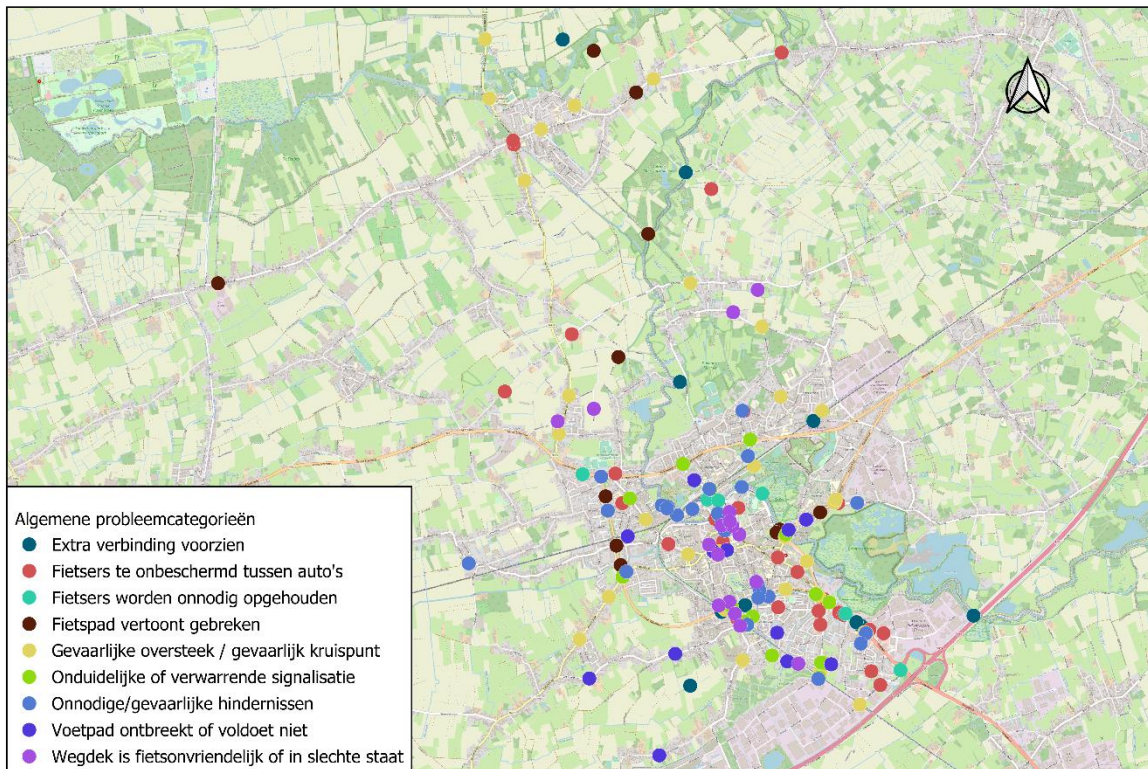 Algemene probleemcategorieën
Extra verbinding voorzien
Fietsers te onbeschermd tussen auto's
Fietsers worden onnodig opgehouden
Fietspad vertoont gebreken
Gevaarlijke oversteek / gevaarlijk kruispunt
Onduidelijke of verwarrende signalisatie
Onnodige/gevaarlijke hindernissen
Voetpad ontbreekt of voldoet niet
Wegdek is fietsonvriendelijk of in slechte staat